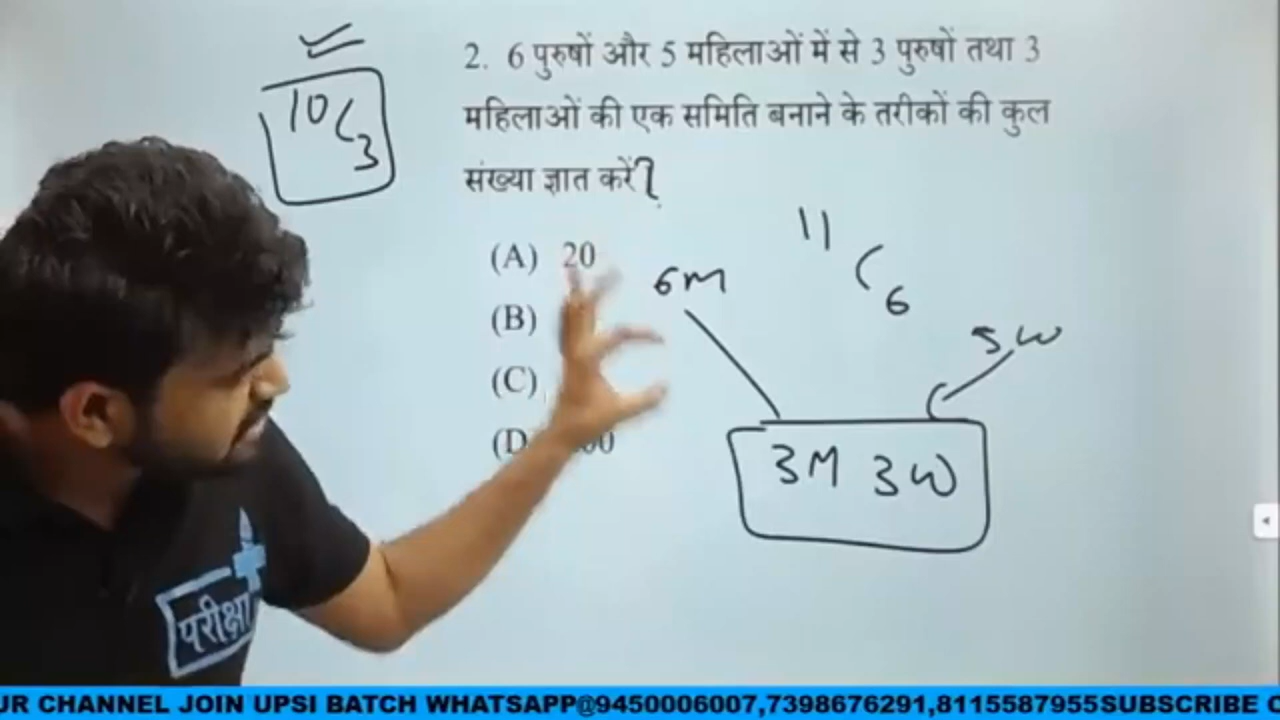 2. 6 पुरुषों और 5 महिलाओं में से 3 पुरुषों तथा 3
महिलाओं की एक समिति बनाने के तरीकों की कुल
संख्या ज्ञात करें?
10C3
(A) 20
(B)
(C)
(D
11C6
6M
5W
3M 3W
परीक्षा
UR CHANNEL JOIN UPSI BATCH WHATSAPP@9450006007,7398676291,8115587955SUBSCRIBE